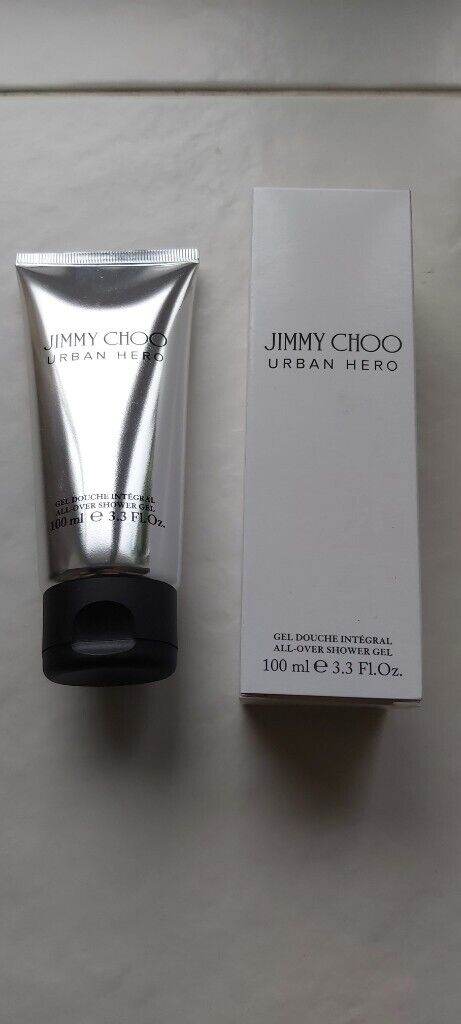 JIMMY CHOO
URBAN HERO
GEL DOUCHE INTÉGRAL
ALL-OVER SHOWER GEL
100 ml ℮ 3.3 Fl.Oz.
JIMMY CHOO
URBAN HERO
GEL DOUCHE INTÉGRAL
ALL-OVER SHOWER GEL
100 ml ℮ 3.3 Fl.Oz.